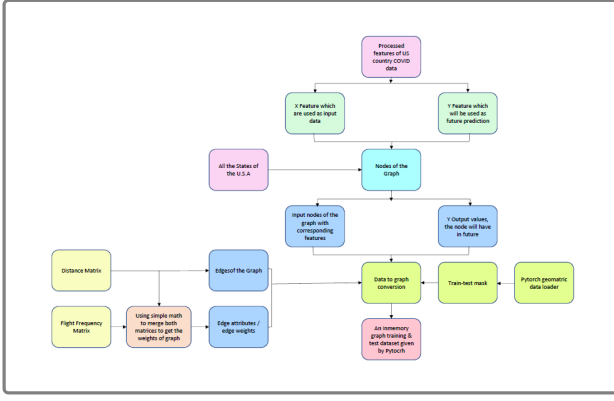 Processed
features of US
country COVID
data
X Feature which
are used as input
data
Y Feature which
will be used as
future prediction
All the States of
the U.S.A
Nodes of the
Graph
Input nodes of the
graph with
corresponding
features
Y Output values,
the node will have
in future
Distance Matrix
Edgesof the Graph
Data to graph
conversion
Train-test mask
Pytorch geomatric
data loader
Flight Frequency
Matrix
Using simple math
to merge both
matrices to get the
weights of graph
Edge attributes /
edge weights
An inmemory
graph training &
test dataset given
by Pytocrh